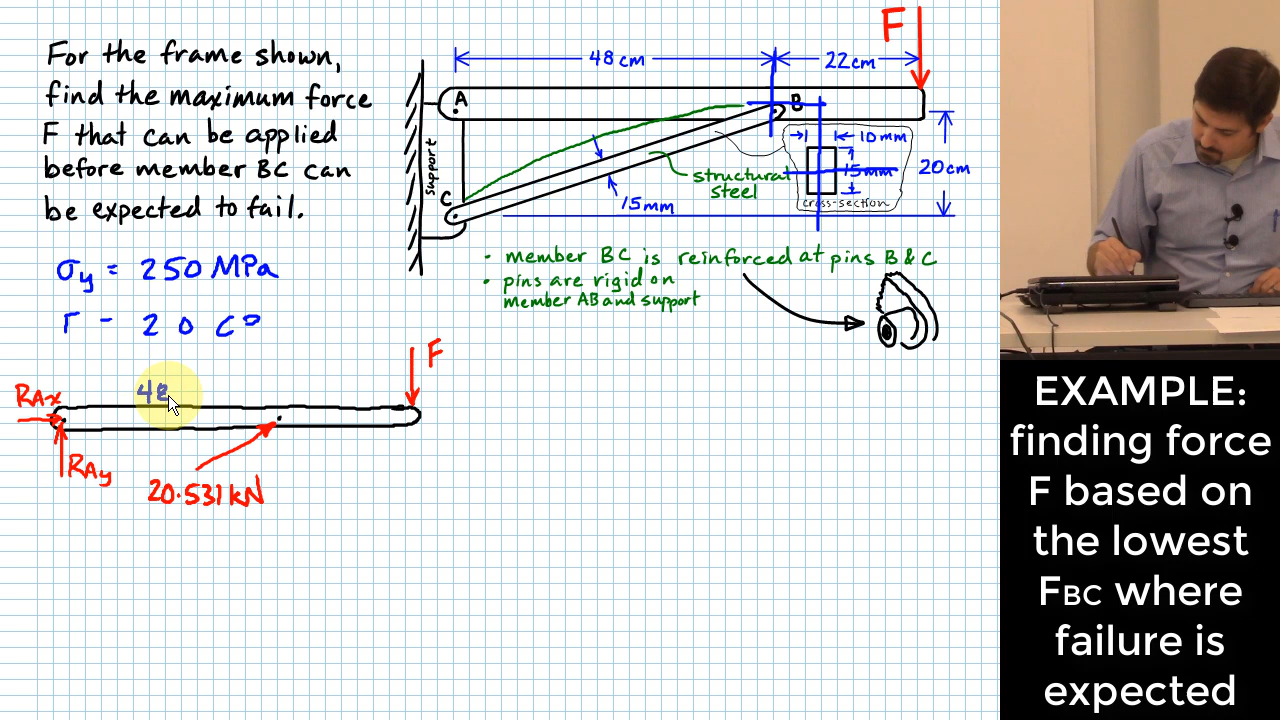 For the frame shown,
find the maximum force
F that can be applied
before member BC can
be expected to fail.
σy = 250 MPa
F
48cm
22cm
A
B
C
support
10mm
15mm
cross-section
20cm
structural
steel
15mm
• member BC is reinforced at pins B & C
• pins are rigid on
member AB and support
F
RAx
48
RAy
20.531 kN
EXAMPLE:
finding force
F based on
the lowest
FBC where
failure is
expected